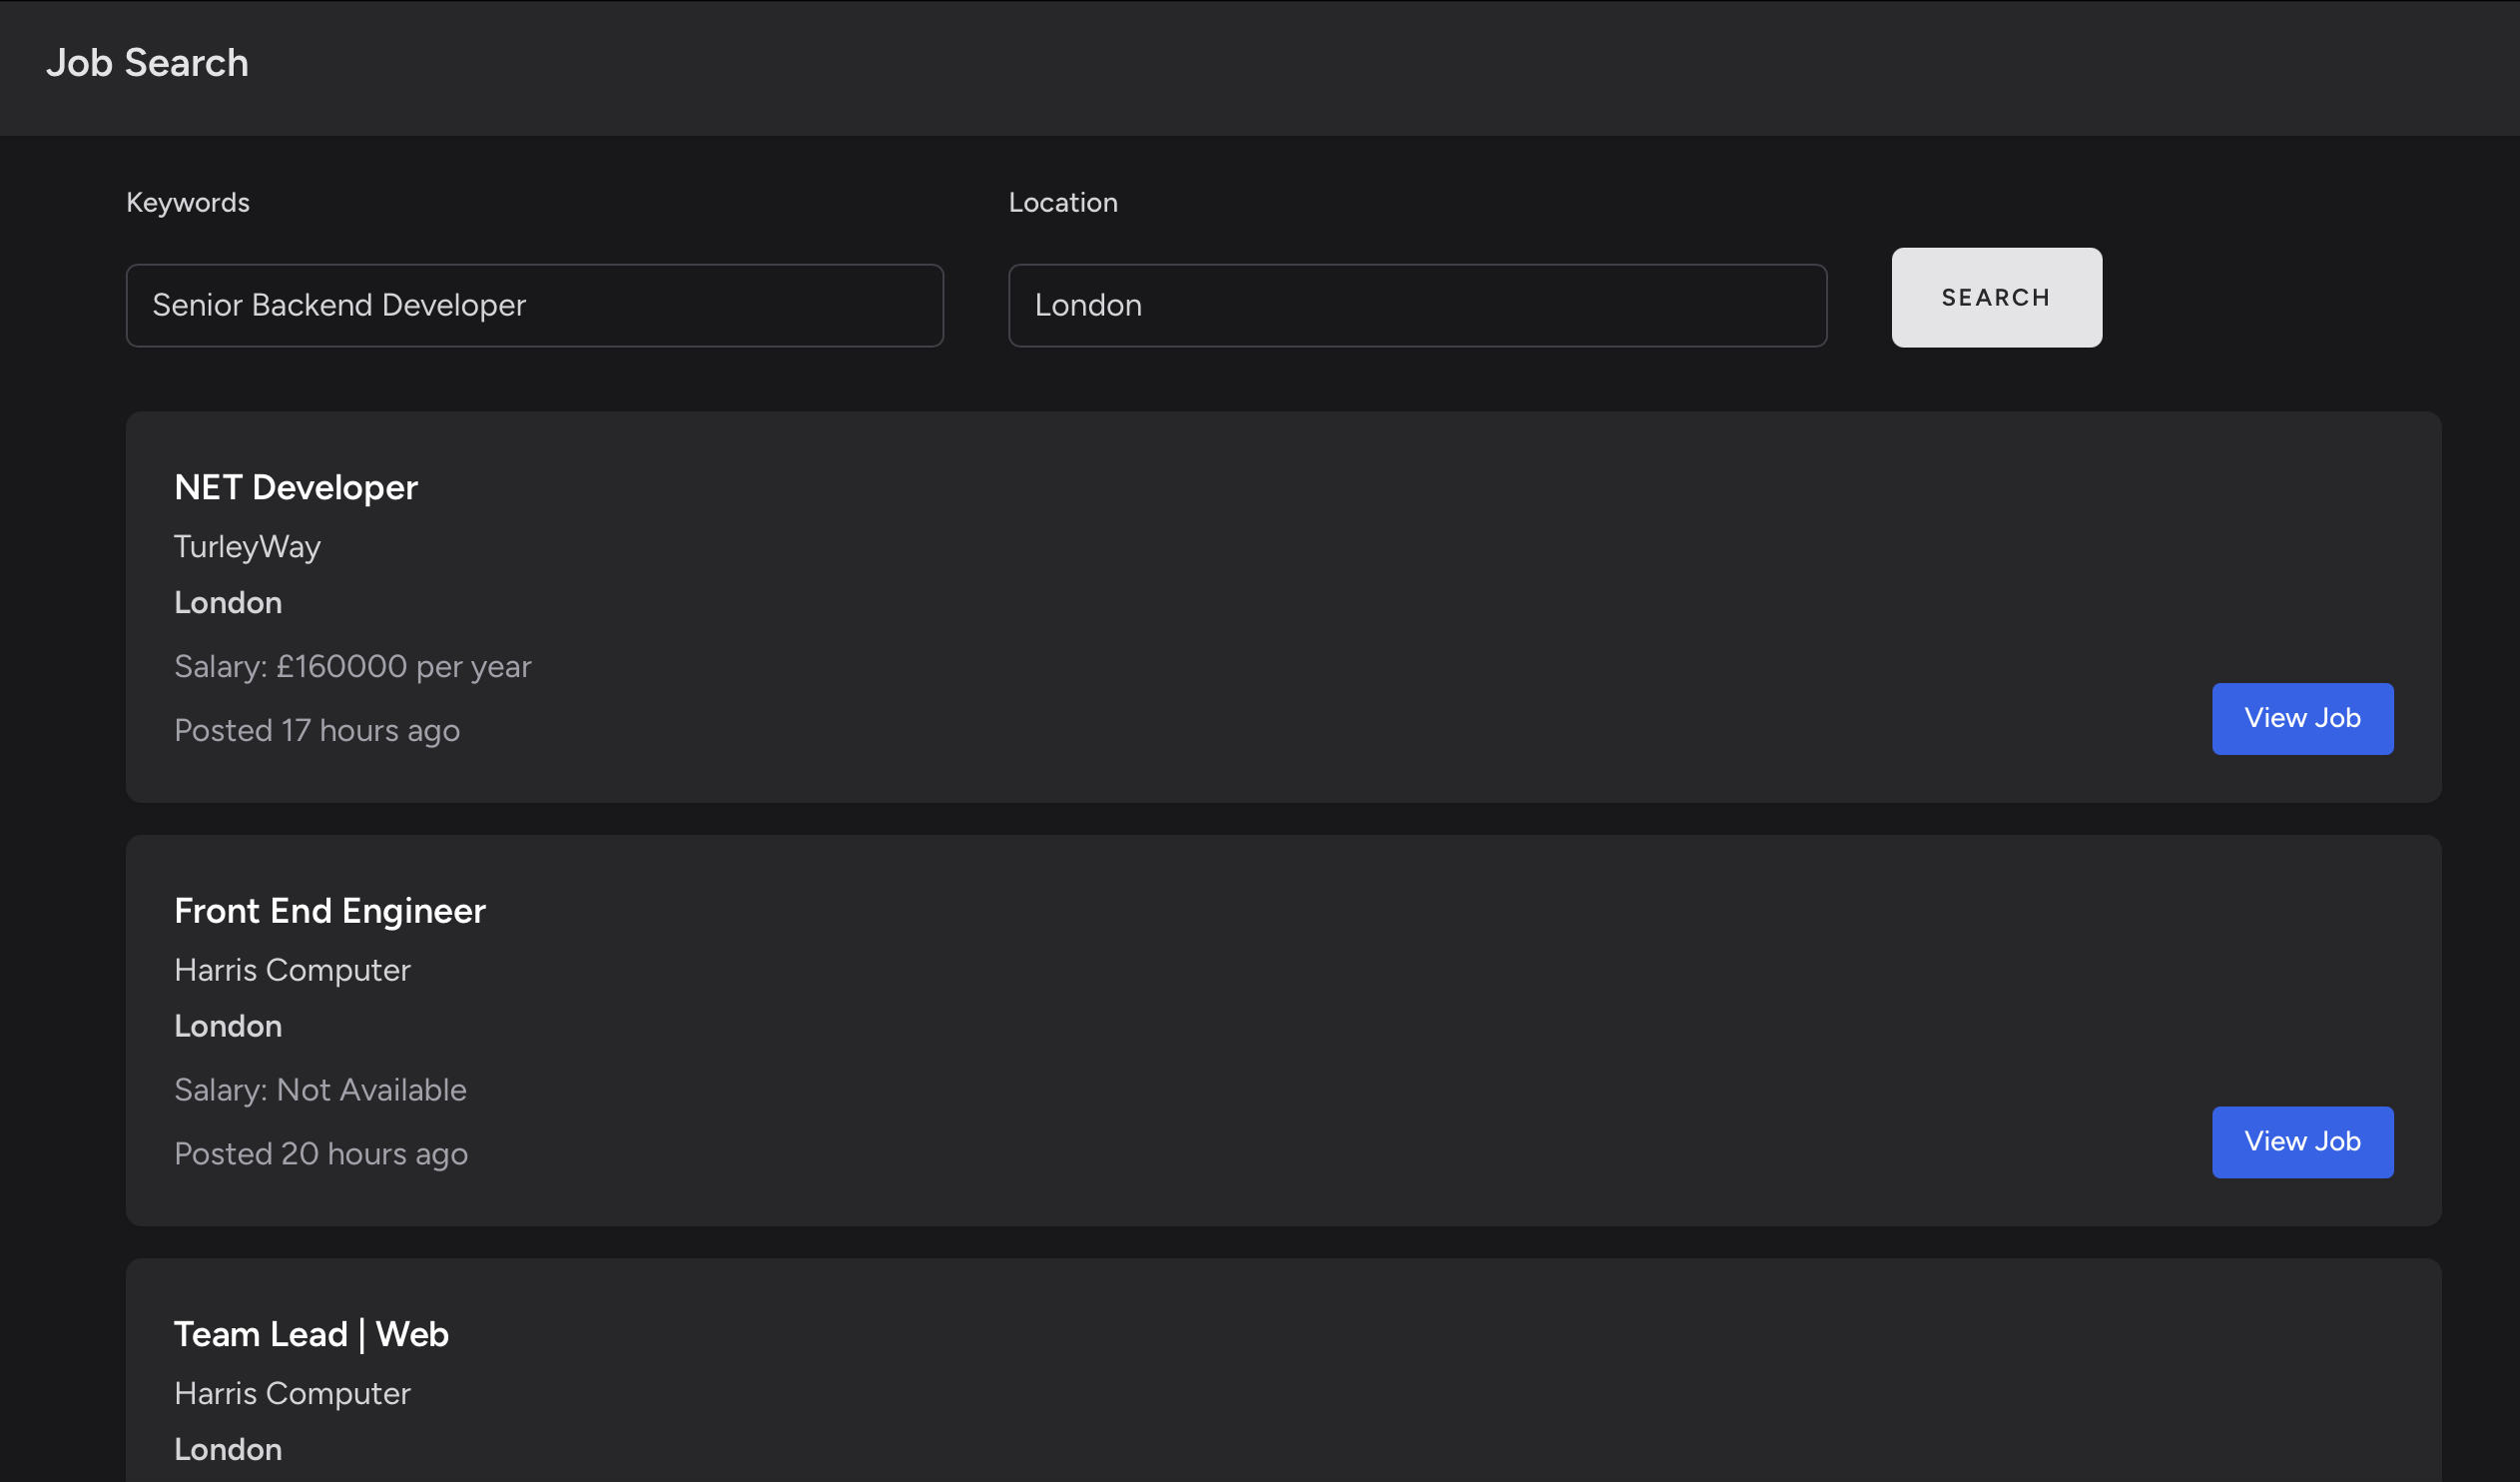 Job Search
Keywords
Location
Senior Backend Developer
London
SEARCH
NET Developer
TurleyWay
London
Salary: £160000 per year
Posted 17 hours ago
View Job
Front End Engineer
Harris Computer
London
Salary: Not Available
Posted 20 hours ago
View Job
Team Lead | Web
Harris Computer
London